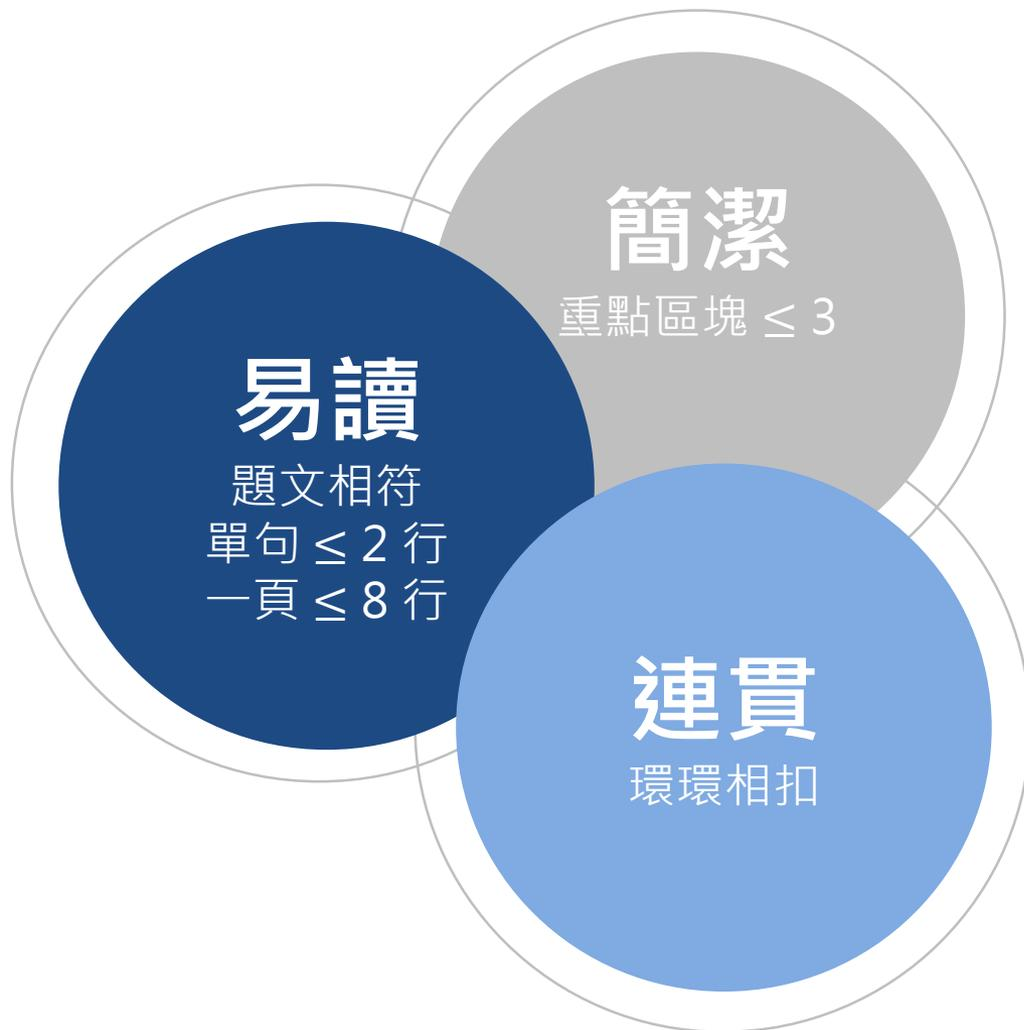 簡潔
重點區塊 ≤ 3
易讀
題文相符
單句 ≤ 2 行
一頁 ≤ 8 行
連貫
環環相扣